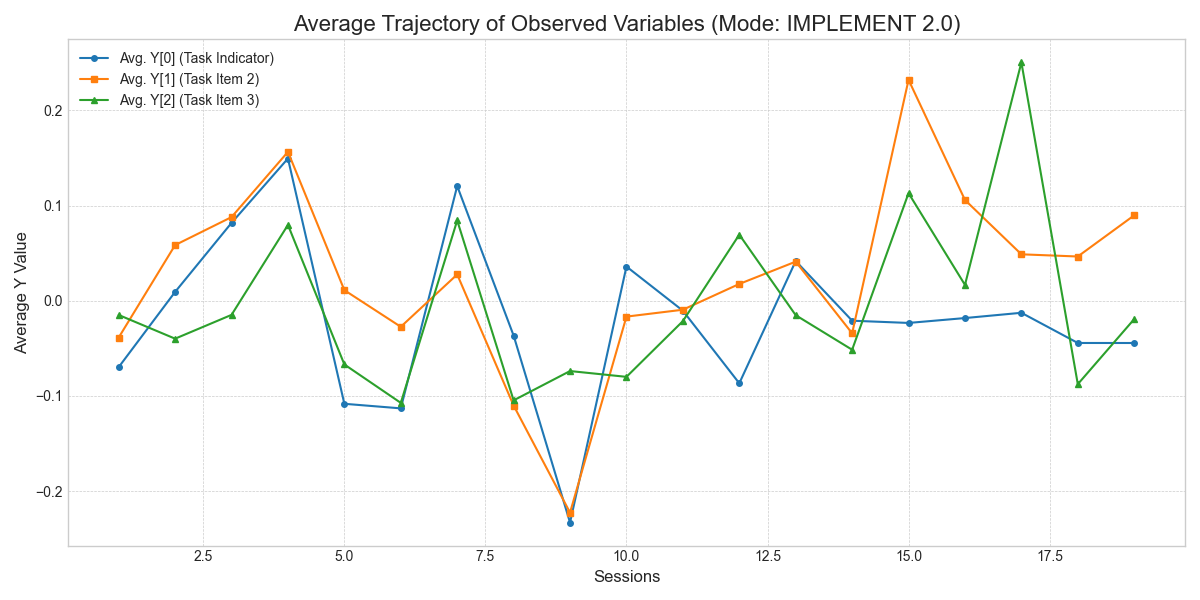 Average Trajectory of Observed Variables (Mode: IMPLEMENT 2.0)
Avg. Y[0] (Task Indicator)
Avg. Y[1] (Task Item 2)
Avg. Y[2] (Task Item 3)
Average Y Value
0.2
0.1
0.0
−0.1
−0.2
2.5 5.0 7.5 10.0 12.5 15.0 17.5
Sessions